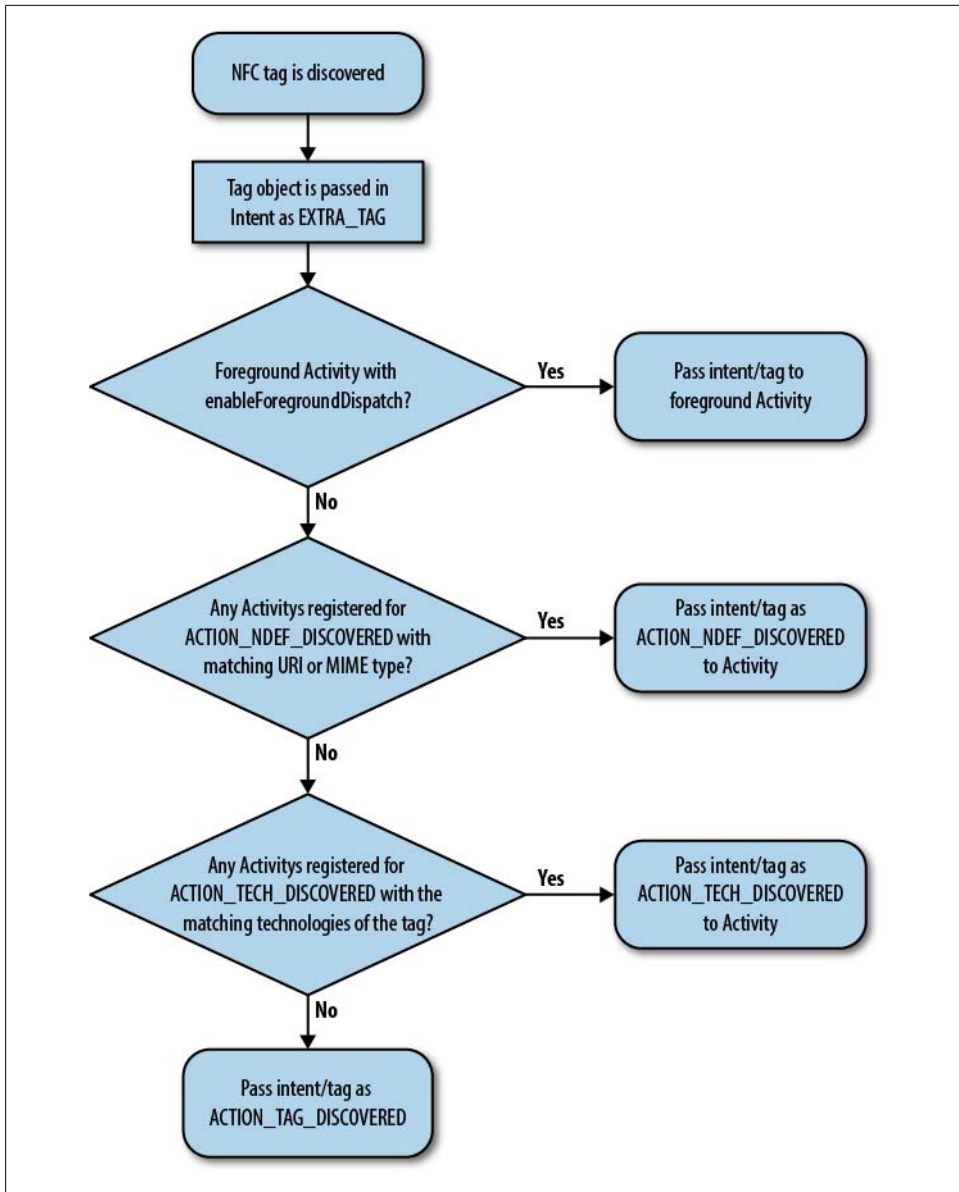 NFC tag is discovered
Tag object is passed in
Intent as EXTRA_TAG
Foreground Activity with
enableForegroundDispatch?
Yes
Pass intent/tag to
foreground Activity
No
Any Activitys registered for
ACTION_NDEF_DISCOVERED with
matching URI or MIME type?
Yes
Pass intent/tag as
ACTION_NDEF_DISCOVERED
to Activity
No
Any Activitys registered for
ACTION_TECH_DISCOVERED with the
matching technologies of the tag?
Yes
Pass intent/tag as
ACTION_TECH_DISCOVERED
to Activity
No
Pass intent/tag as
ACTION_TAG_DISCOVERED